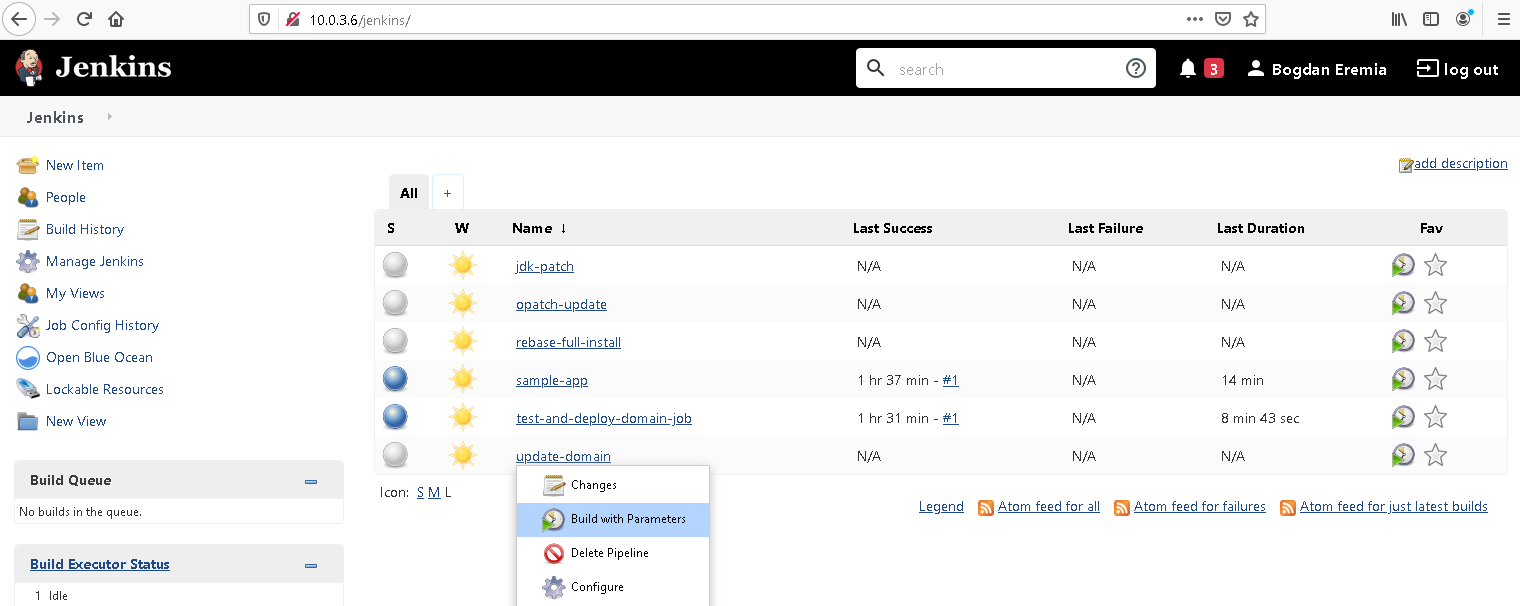 10.0.3.6/jenkins/
Jenkins
search
3
Bogdan Eremia
log out
Jenkins
New Item
People
Build History
Manage Jenkins
My Views
Job Config History
Open Blue Ocean
Lockable Resources
New View
Build Queue
No builds in the queue.
Build Executor Status
1 Idle
add description
All +
S W Name ↓ Last Success Last Failure Last Duration Fav
jdk-patch N/A N/A N/A
opatch-update N/A N/A N/A
rebase-full-install N/A N/A N/A
sample-app 1 hr 37 min - #1 N/A 14 min
test-and-deploy-domain-job 1 hr 31 min - #1 N/A 8 min 43 sec
update-domain N/A N/A N/A
Icon: S M L
Changes
Build with Parameters
Delete Pipeline
Configure
Legend Atom feed for all Atom feed for failures Atom feed for just latest builds